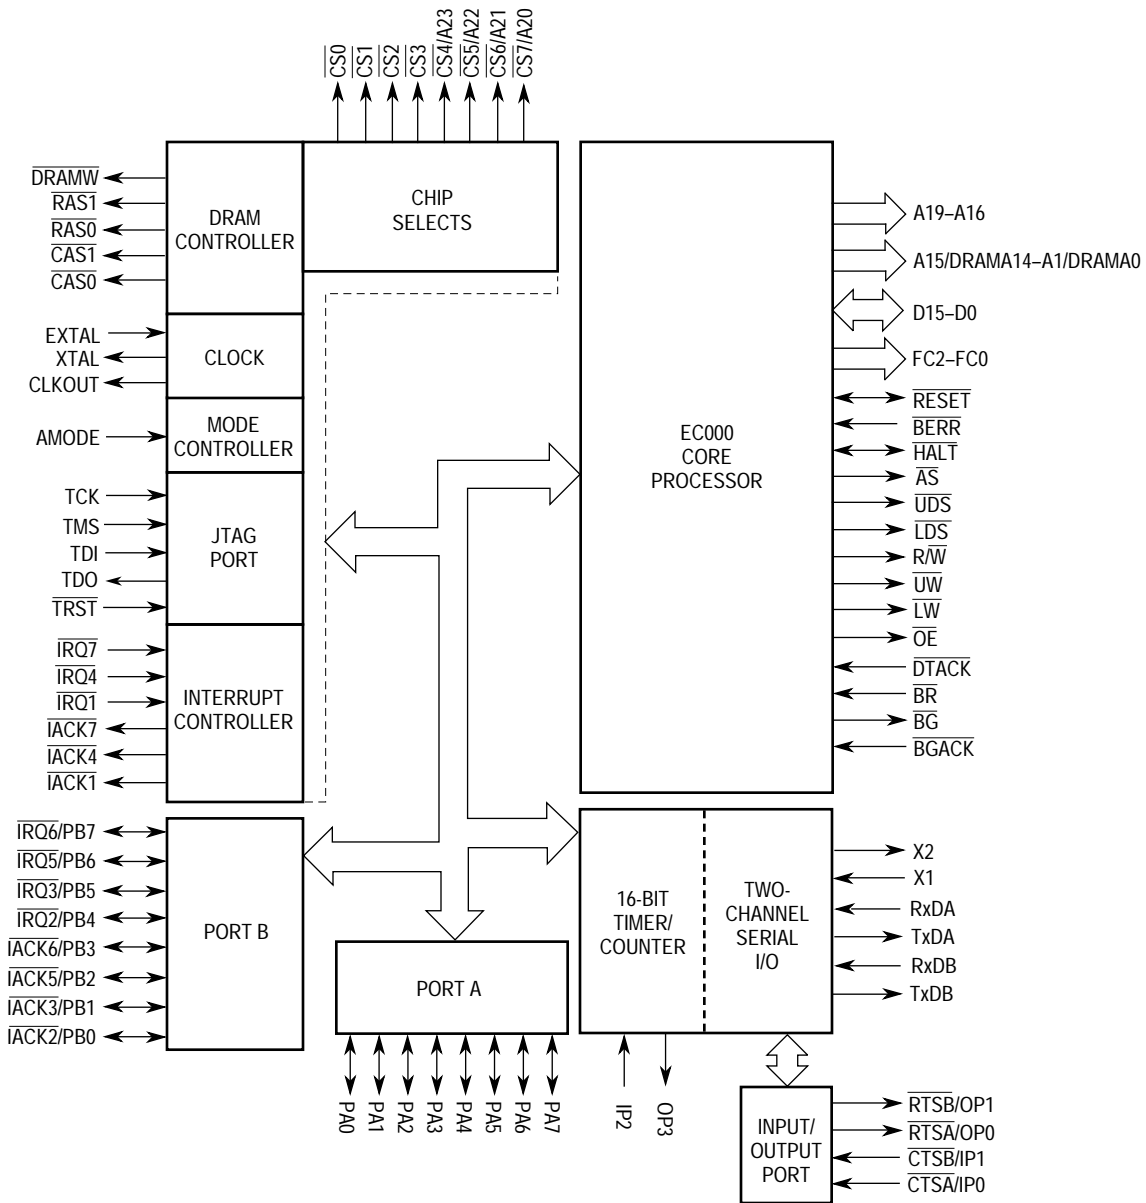 CS0
CS1
CS2
CS3
CS4/A23
CS5/A22
CS6/A21
CS7/A20
DRAMW
RAS1
RAS0
CAS1
CAS0
DRAM
CONTROLLER
CHIP
SELECTS
EXTAL
XTAL
CLKOUT
CLOCK
AMODE
MODE
CONTROLLER
TCK
TMS
TDI
TDO
TRST
JTAG
PORT
IRQ7
IRQ4
IRQ1
IACK7
IACK4
IACK1
INTERRUPT
CONTROLLER
EC000
CORE
PROCESSOR
A19–A16
A15/DRAMA14–A1/DRAMA0
D15–D0
FC2–FC0
RESET
BERR
HALT
AS
UDS
LDS
R/W
UW
LW
OE
DTACK
BR
BG
BGACK
IRQ6/PB7
IRQ5/PB6
IRQ3/PB5
IRQ2/PB4
IACK6/PB3
IACK5/PB2
IACK3/PB1
IACK2/PB0
PORT B
PORT A
PA0
PA1
PA2
PA3
PA4
PA5
PA6
PA7
16-BIT
TIMER/
COUNTER
TWO-
CHANNEL
SERIAL
I/O
X2
X1
RxDA
TxDA
RxDB
TxDB
IP2
OP3
INPUT/
OUTPUT
PORT
RTSB/OP1
RTSA/OP0
CTSB/IP1
CTSA/IP0